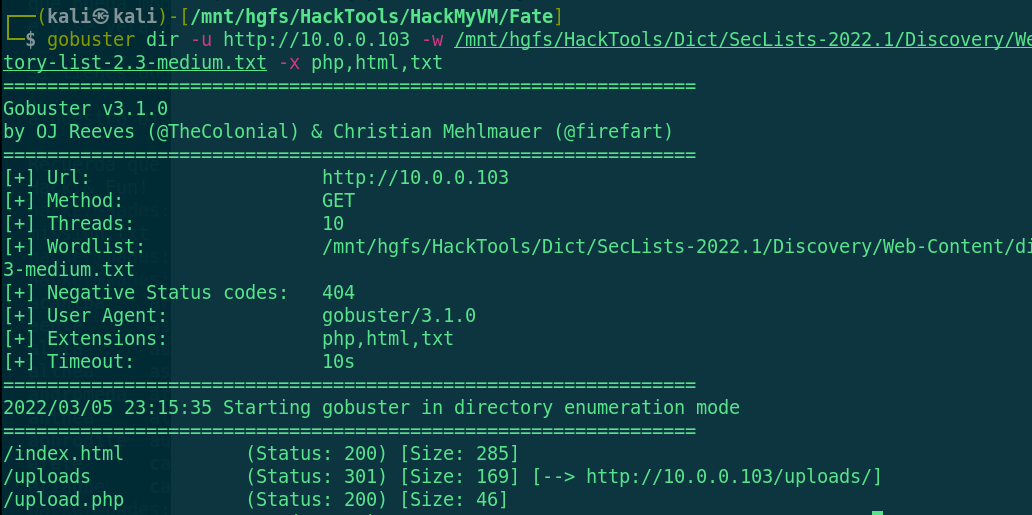 ┌──(kali㉿kali)-[/mnt/hgfs/HackTools/HackMyVM/Fate]
└─$ gobuster dir -u http://10.0.0.103 -w /mnt/hgfs/HackTools/Dict/SecLists-2022.1/Discovery/We
tory-list-2.3-medium.txt -x php,html,txt
===============================================================
Gobuster v3.1.0
by OJ Reeves (@TheColonial) & Christian Mehlmauer (@firefart)
===============================================================
[+] Url:                     http://10.0.0.103
[+] Method:                  GET
[+] Threads:                 10
[+] Wordlist:                /mnt/hgfs/HackTools/Dict/SecLists-2022.1/Discovery/Web-Content/di
3-medium.txt
[+] Negative Status codes:   404
[+] User Agent:              gobuster/3.1.0
[+] Extensions:              php,html,txt
[+] Timeout:                 10s
===============================================================
2022/03/05 23:15:35 Starting gobuster in directory enumeration mode
===============================================================
/index.html           (Status: 200) [Size: 285]
/uploads              (Status: 301) [Size: 169] [--> http://10.0.0.103/uploads/]
/upload.php           (Status: 200) [Size: 46]